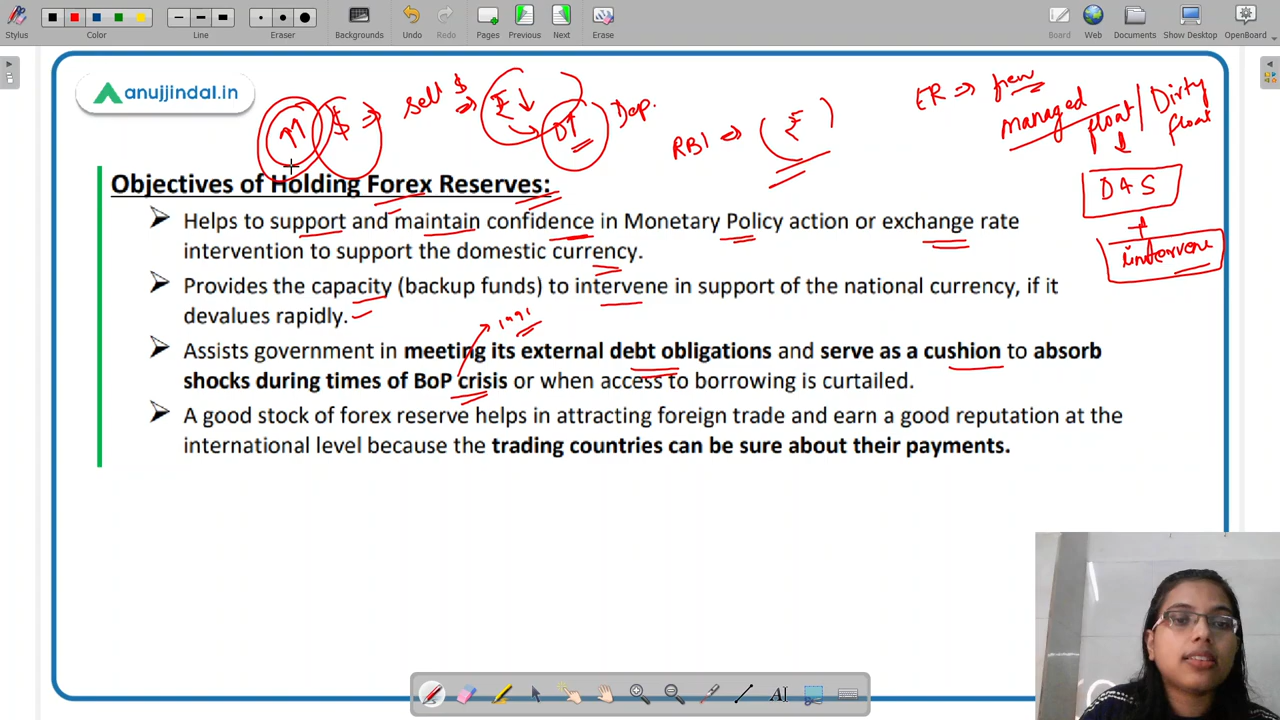 Styles
Color
Line
Eraser
Backgrounds
Undo
Redo
Pages
Previous
Next
Erase
Board
Web
Documents
Show Desktop
OpenBoard
anujjindal.in
$ ⇒ sell $ ⇒ ₹↓
D↑
Dep.
RBI ⇒ (₹)
ER ⇒
managed float / Dirty float
↓
D & S
intervene
Objectives of Holding Forex Reserves:
➢ Helps to support and maintain confidence in Monetary Policy action or exchange rate
intervention to support the domestic currency.
➢ Provides the capacity (backup funds) to intervene in support of the national currency, if it
devalues rapidly.
1991
➢ Assists government in meeting its external debt obligations and serve as a cushion to absorb
shocks during times of BoP crisis or when access to borrowing is curtailed.
➢ A good stock of forex reserve helps in attracting foreign trade and earn a good reputation at the
international level because the trading countries can be sure about their payments.